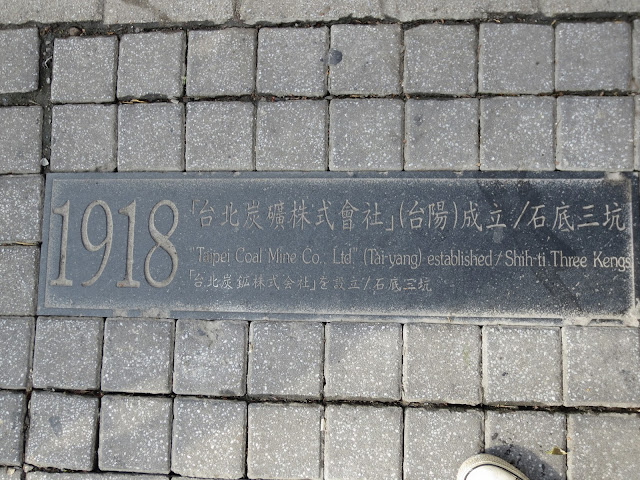 1918 「台北炭礦株式會社」(台陽)成立/石底三坑
"Taipei Coal Mine Co., Ltd" (Tai-yang) established / Shih-ti Three Kengs
「台北炭鉱株式会社」を設立/石底三坑